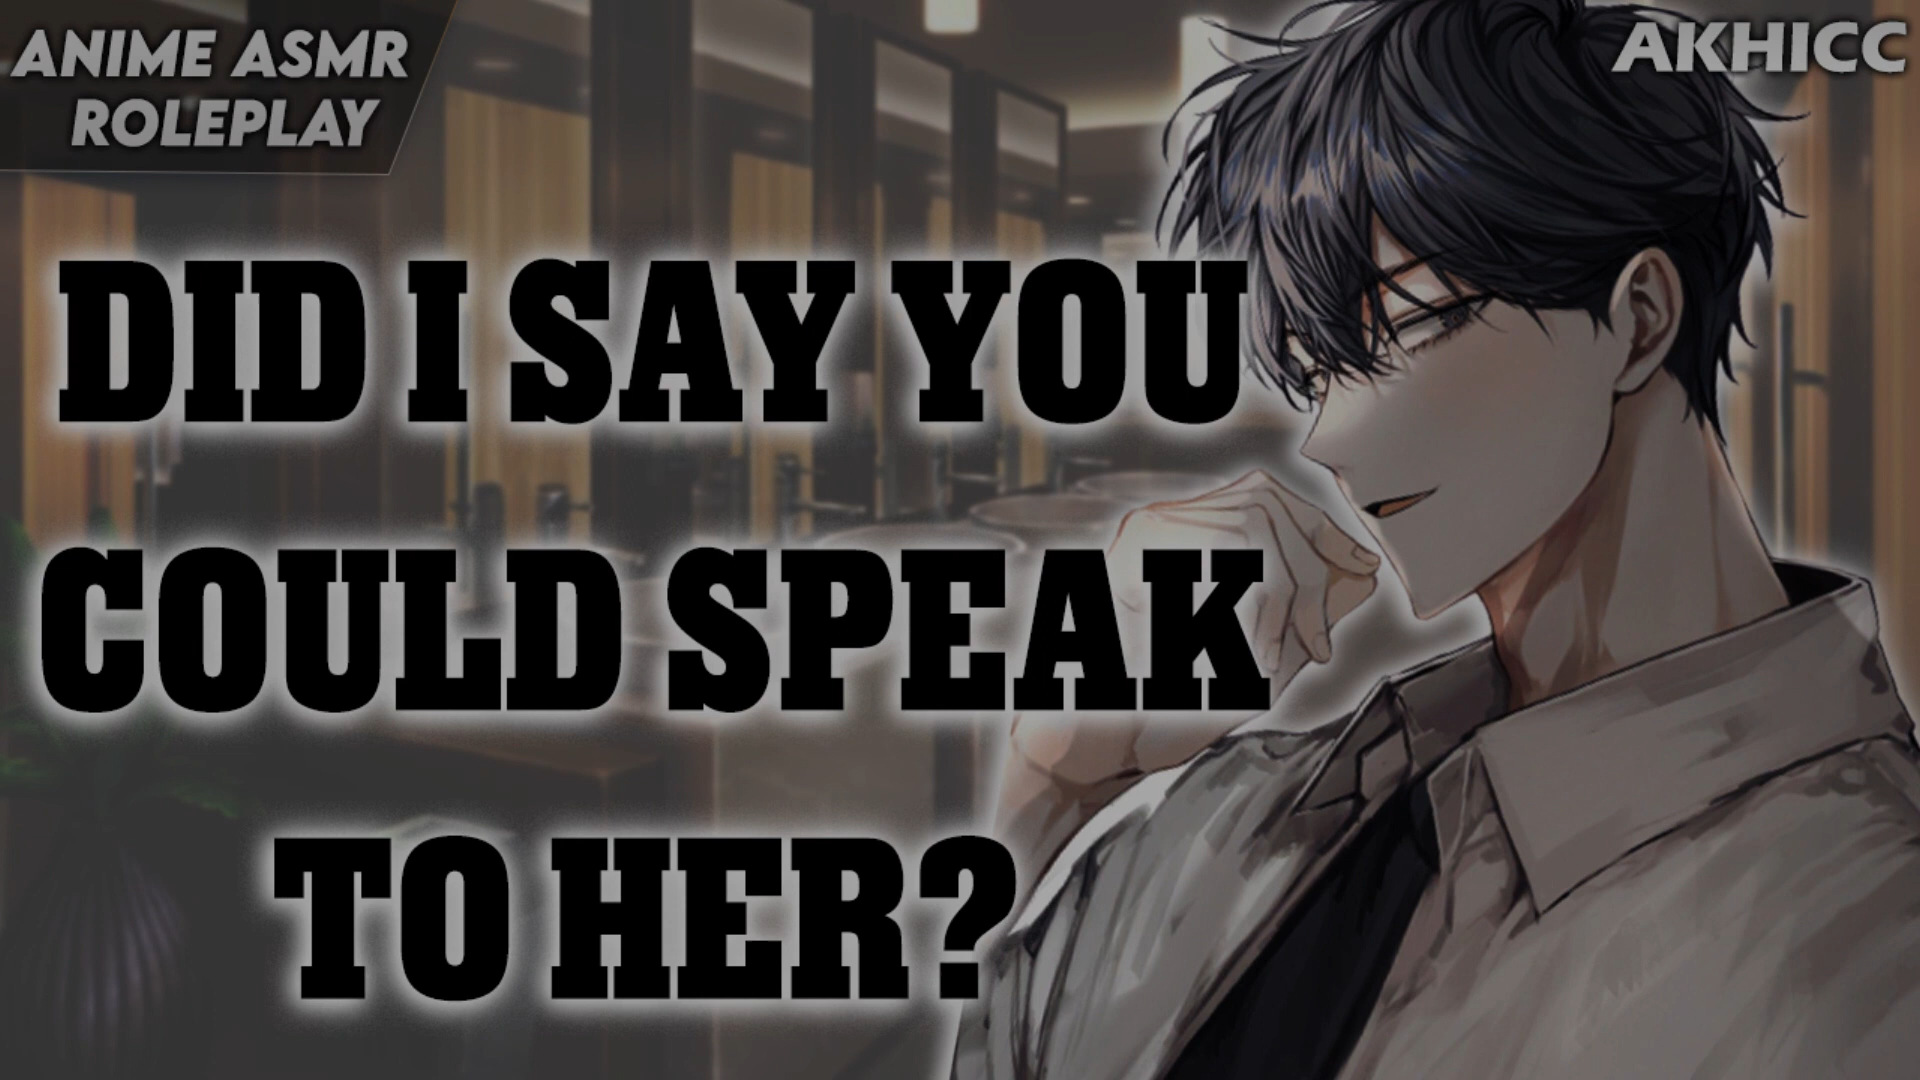 ANIME ASMR
ROLEPLAY
AKHICC
DID I SAY YOU
COULD SPEAK
TO HER?